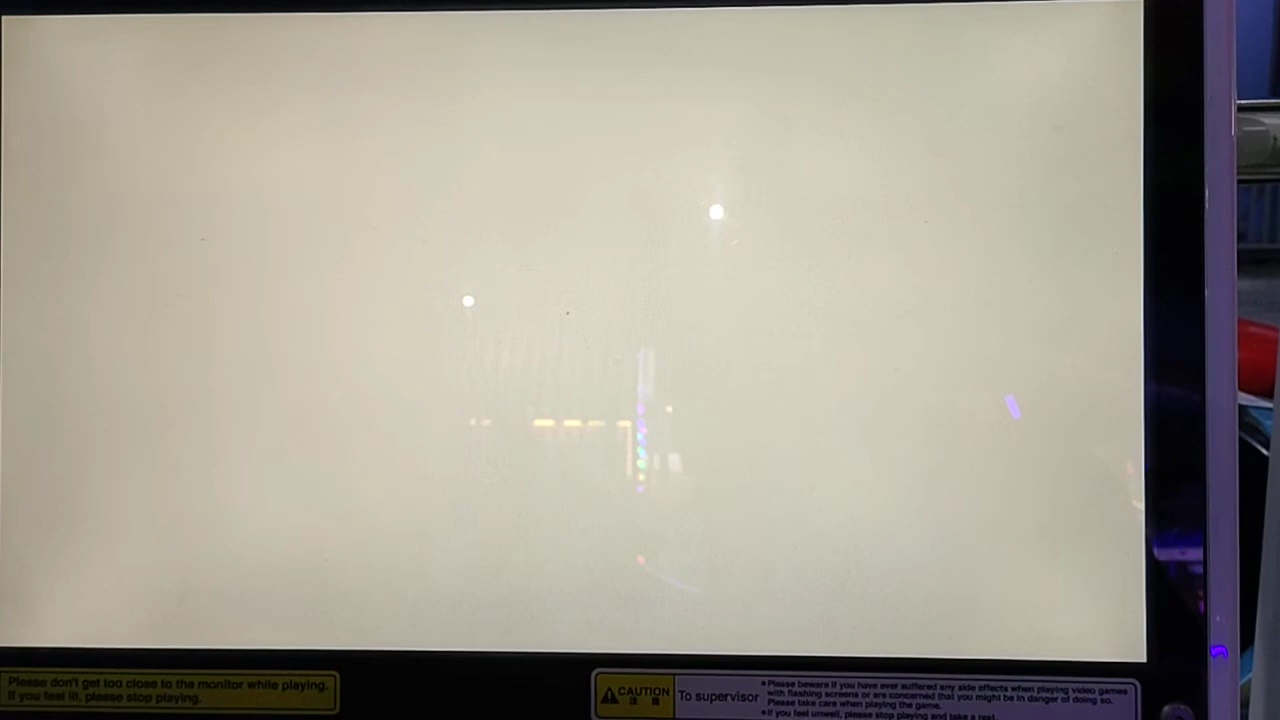 Please don't get too close to the monitor while playing.
If you feel ill, please stop playing.
CAUTION
注 意
To supervisor
•Please beware if you have ever suffered any side effects when playing video games
with flashing screens or are concerned that you might be in danger of doing so.
Please take care when playing the game.
•If you feel unwell, please stop playing and take a rest.